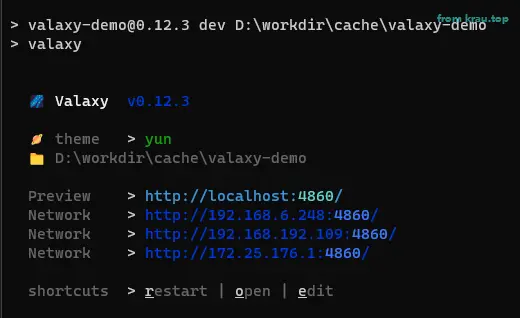 from krau.top
> valaxy-demo@0.12.3 dev D:\workdir\cache\valaxy-demo
> valaxy
Valaxy v0.12.3
theme > yun
D:\workdir\cache\valaxy-demo
Preview > http://localhost:4860/
Network > http://192.168.6.248:4860/
Network > http://192.168.192.109:4860/
Network > http://172.25.176.1:4860/
shortcuts > restart | open | edit